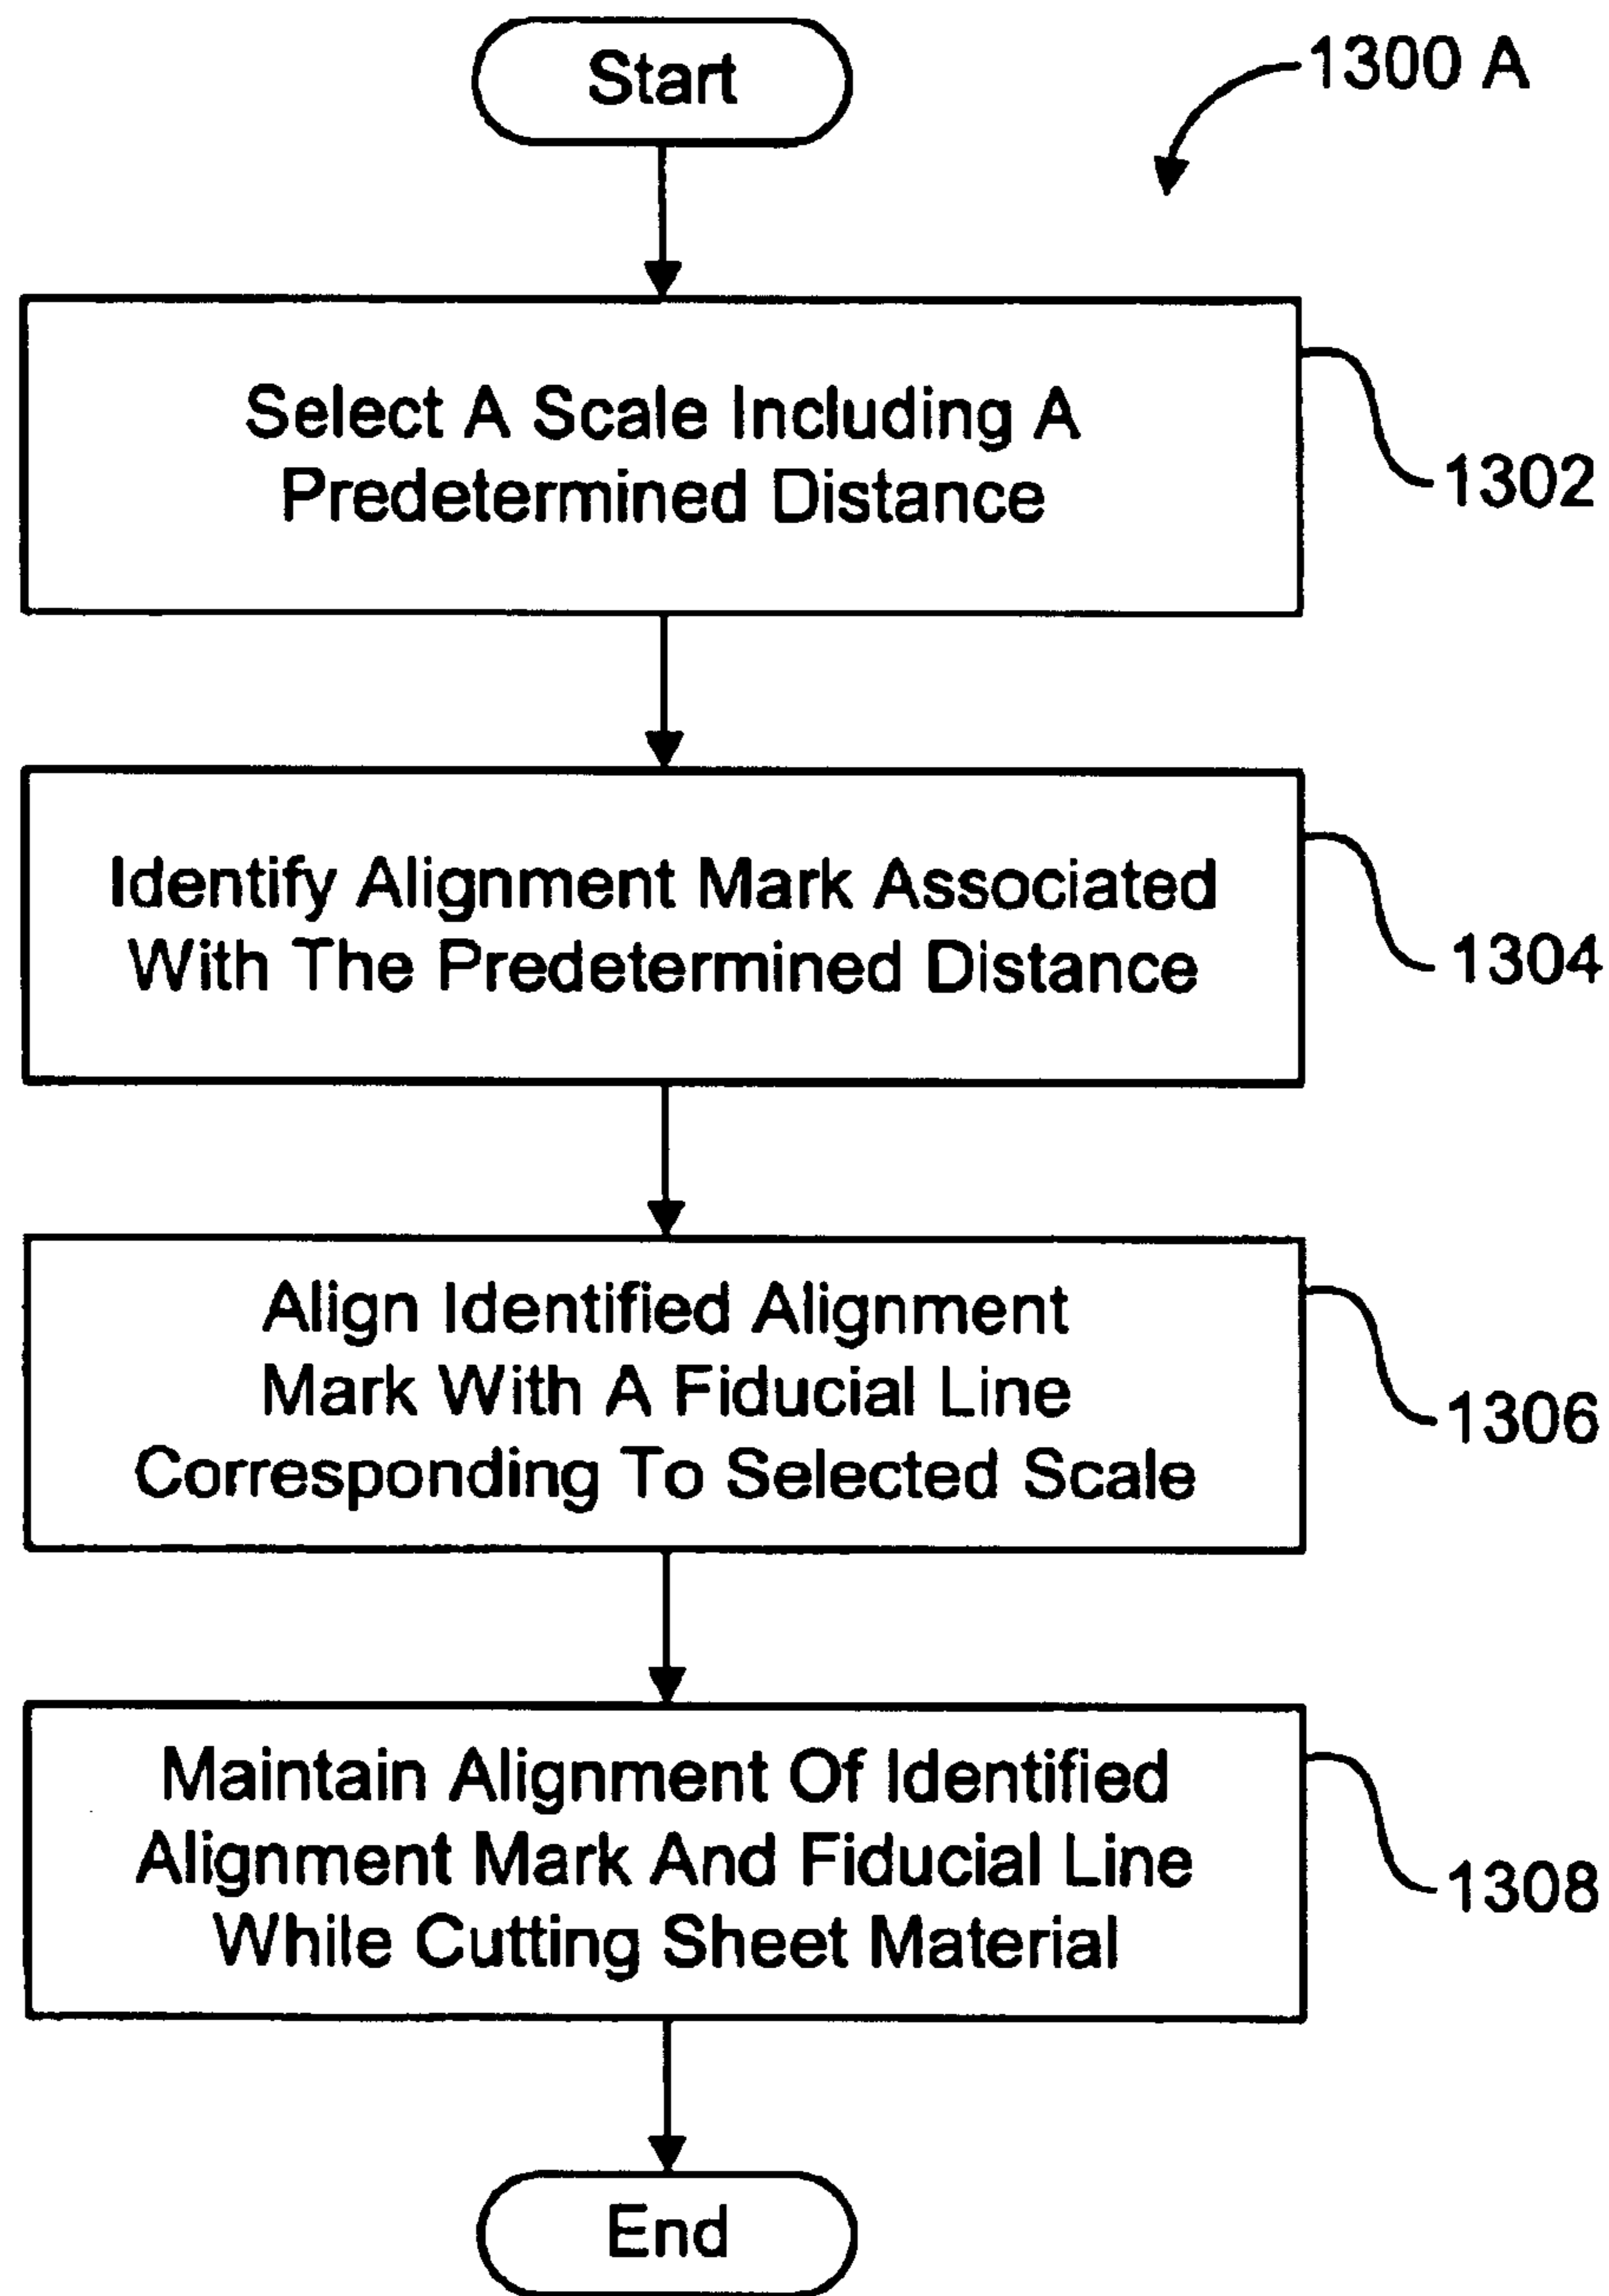 Start
1300 A
Select A Scale Including A
Predetermined Distance
1302
Identify Alignment Mark Associated
With The Predetermined Distance
1304
Align Identified Alignment
Mark With A Fiducial Line
Corresponding To Selected Scale
1306
Maintain Alignment Of Identified
Alignment Mark And Fiducial Line
While Cutting Sheet Material
1308
End